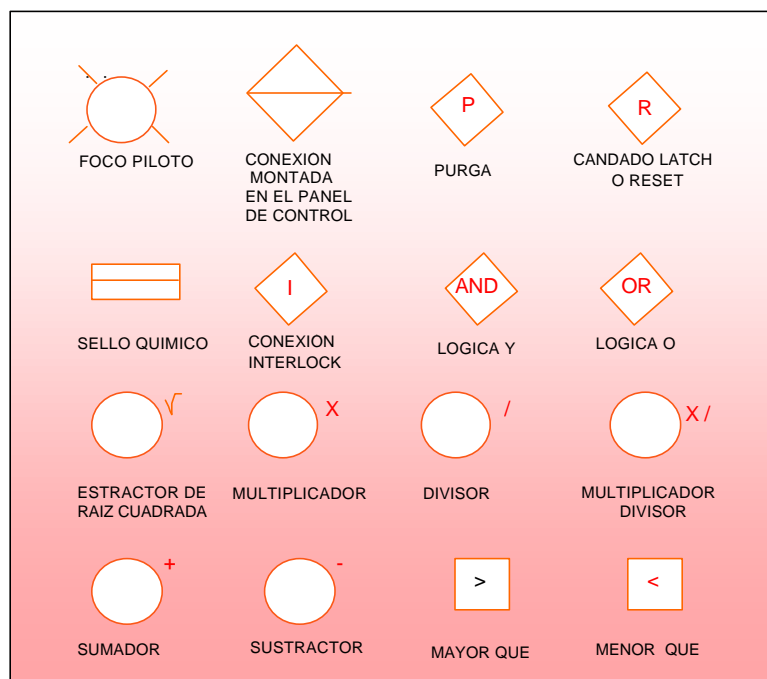 P
R
FOCO PILOTO
CONEXION
MONTADA
EN EL PANEL
DE CONTROL
PURGA
CANDADO LATCH
O RESET
I
AND
OR
SELLO QUIMICO
CONEXION
INTERLOCK
LOGICA Y
LOGICA O
√
X
/
X /
ESTRACTOR DE
RAIZ CUADRADA
MULTIPLICADOR
DIVISOR
MULTIPLICADOR
DIVISOR
+
-
>
<
SUMADOR
SUSTRACTOR
MAYOR QUE
MENOR QUE